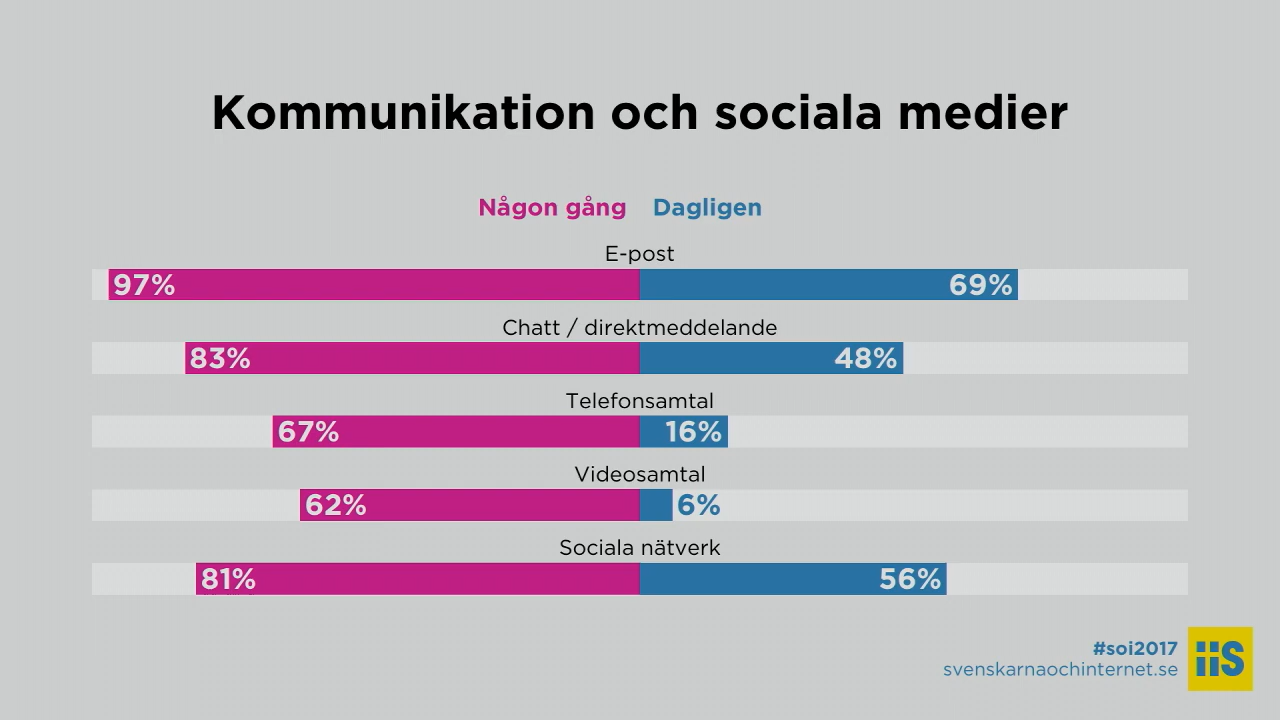 Kommunikation och sociala medier
Någon gång Dagligen
E-post
97% 69%
Chatt / direktmeddelande
83% 48%
Telefonsamtal
67% 16%
Videosamtal
62% 6%
Sociala nätverk
81% 56%
#soi2017
svenskarnaochinternet.se
iis